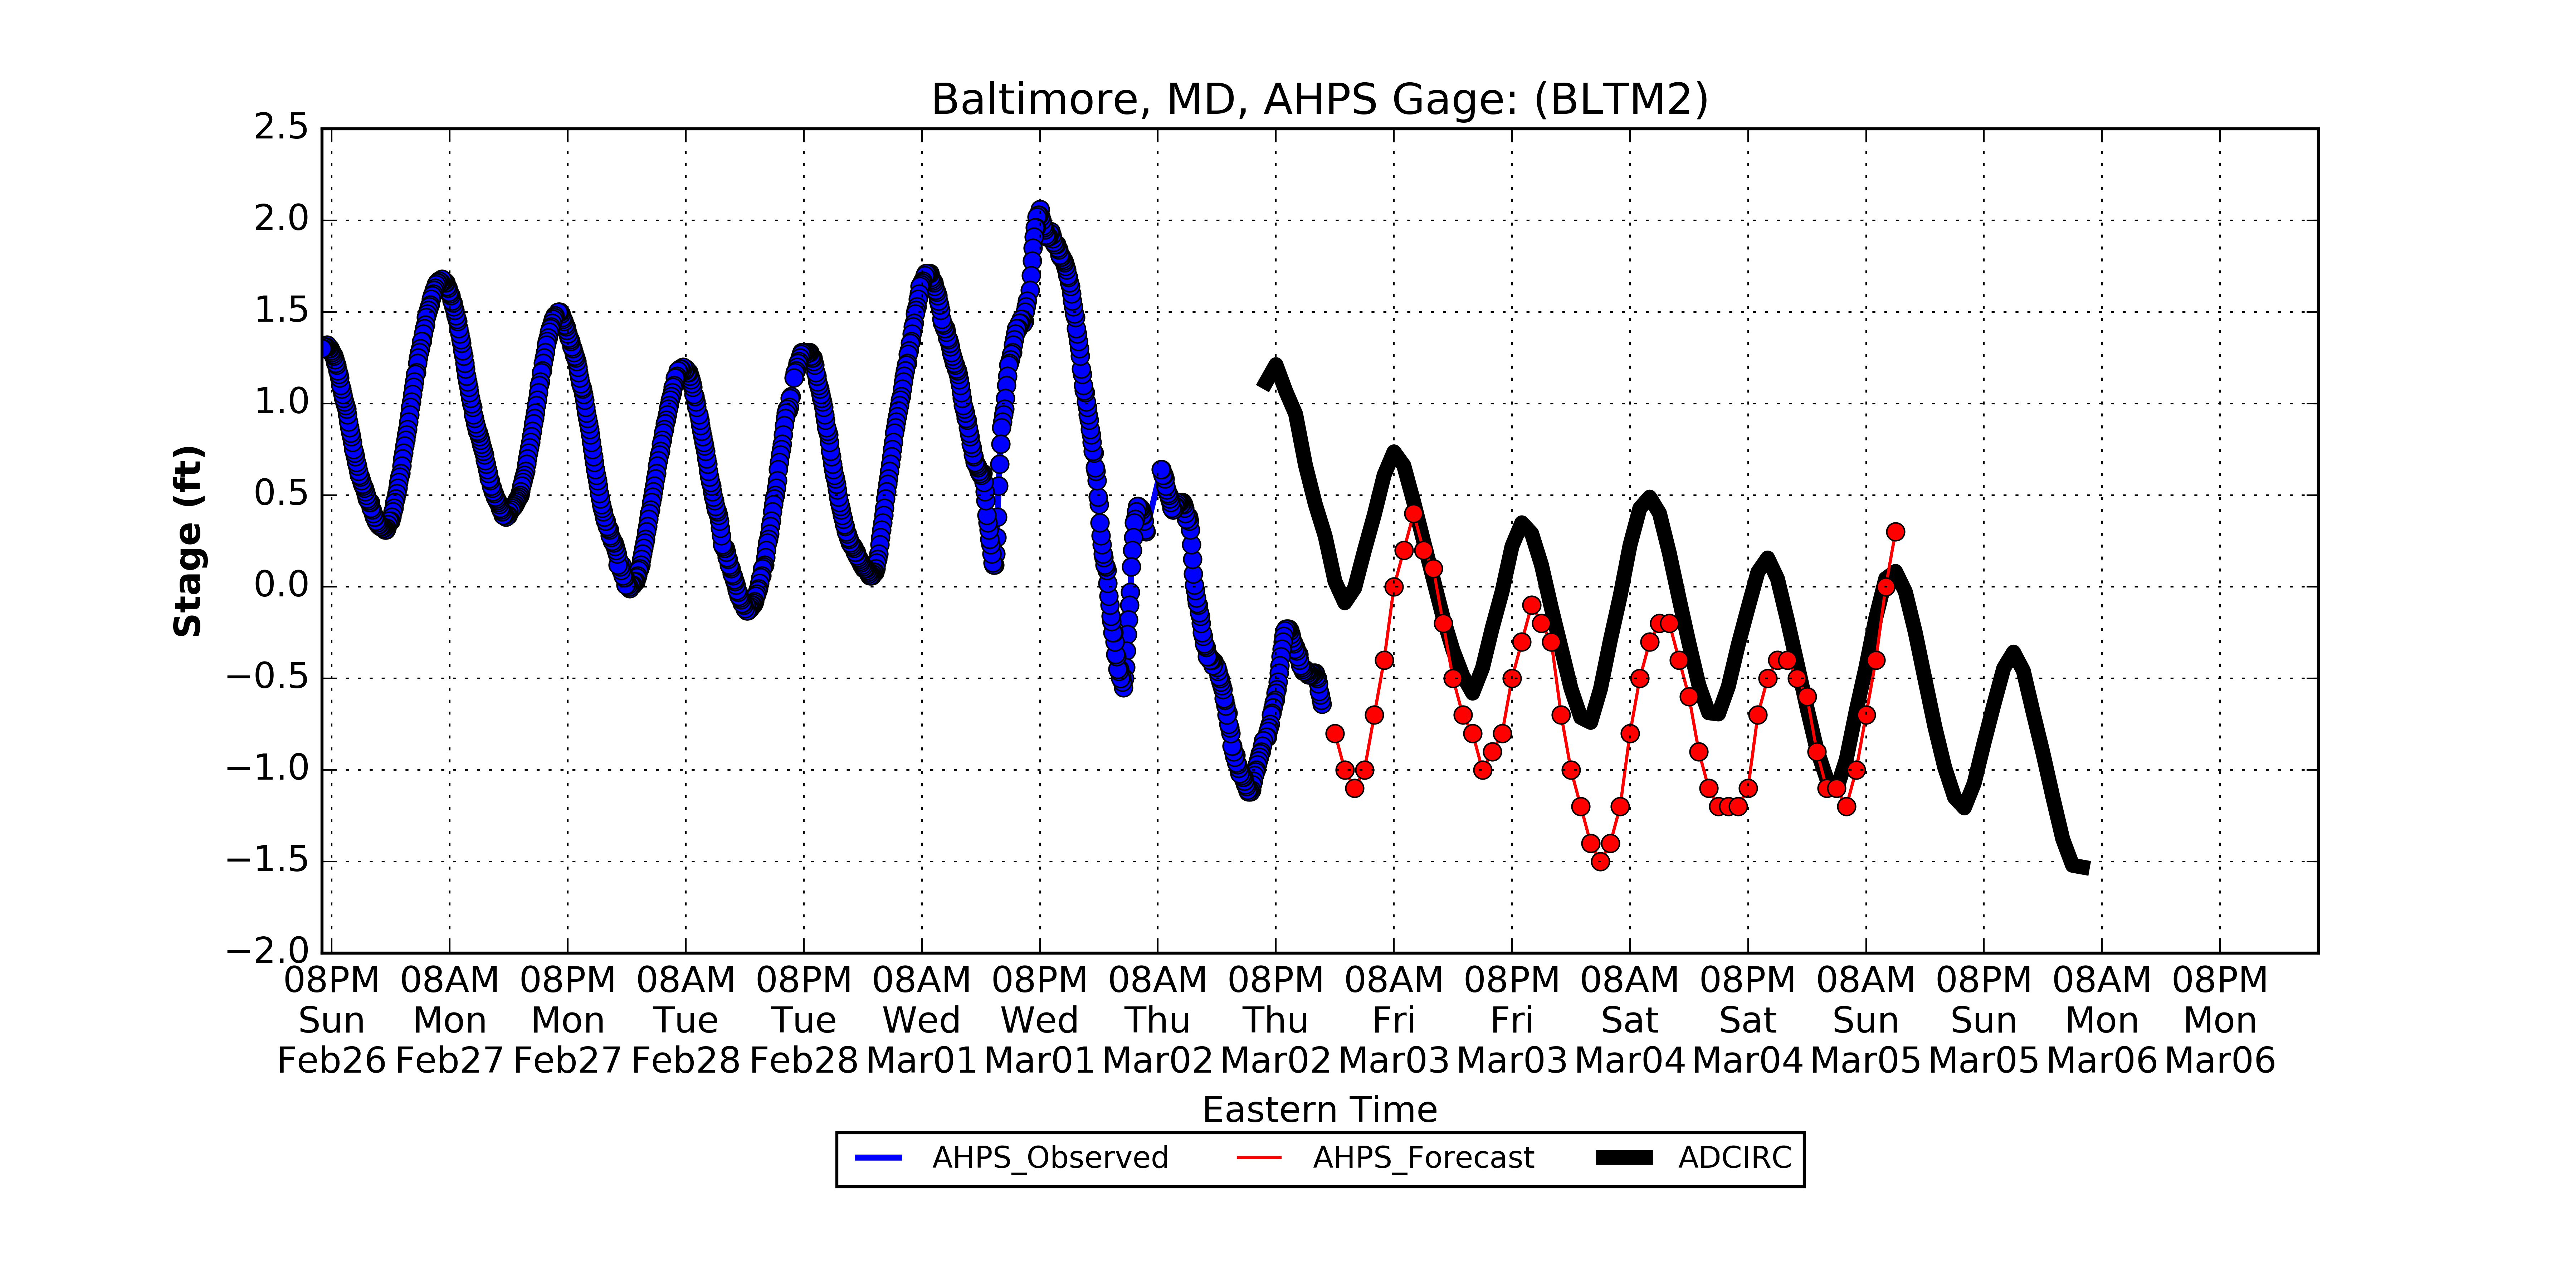 Baltimore, MD, AHPS Gage: (BLTM2)
2.5
2.0
1.5
1.0
0.5
0.0
−0.5
−1.0
−1.5
−2.0
Stage (ft)
08PM 08AM 08PM 08AM 08PM 08AM 08PM 08AM 08PM 08AM 08PM 08AM 08PM 08AM 08PM 08AM 08PM
Sun Mon Mon Tue Tue Wed Wed Thu Thu Fri Fri Sat Sat Sun Sun Mon Mon
Feb26 Feb27 Feb27 Feb28 Feb28 Mar01 Mar01 Mar02 Mar02 Mar03 Mar03 Mar04 Mar04 Mar05 Mar05 Mar06 Mar06
Eastern Time
AHPS_Observed AHPS_Forecast ADCIRC